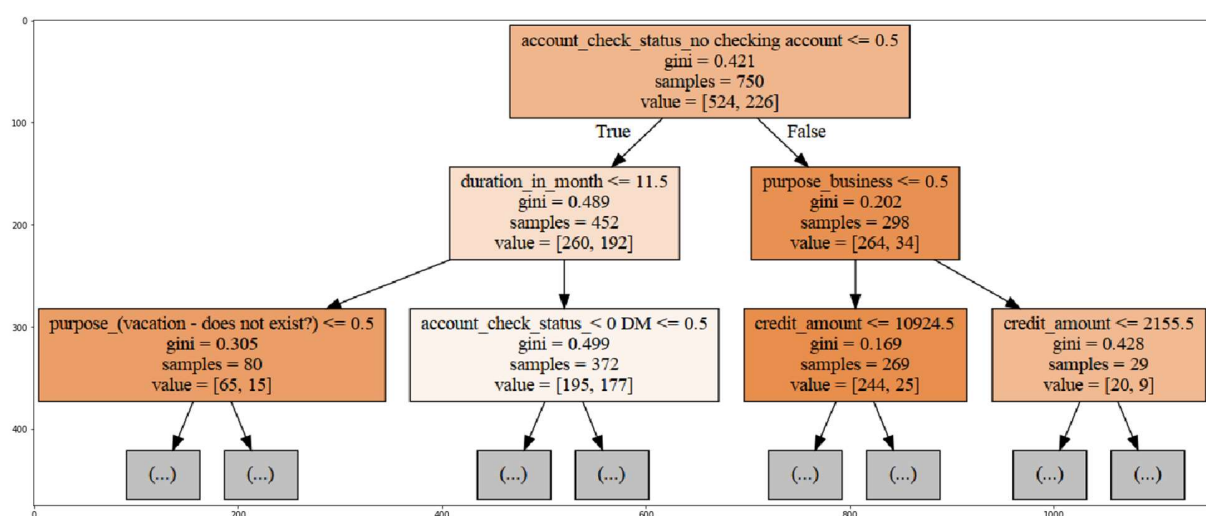 0
100
200
300
400
0
200
400
600
800
1000
account_check_status_no checking account <= 0.5
gini = 0.421
samples = 750
value = [524, 226]
True
False
duration_in_month <= 11.5
gini = 0.489
samples = 452
value = [260, 192]
purpose_business <= 0.5
gini = 0.202
samples = 298
value = [264, 34]
purpose_(vacation - does not exist?) <= 0.5
gini = 0.305
samples = 80
value = [65, 15]
account_check_status_< 0 DM <= 0.5
gini = 0.499
samples = 372
value = [195, 177]
credit_amount <= 10924.5
gini = 0.169
samples = 269
value = [244, 25]
credit_amount <= 2155.5
gini = 0.428
samples = 29
value = [20, 9]
(...)
(...)
(...)
(...)
(...)
(...)
(...)
(...)